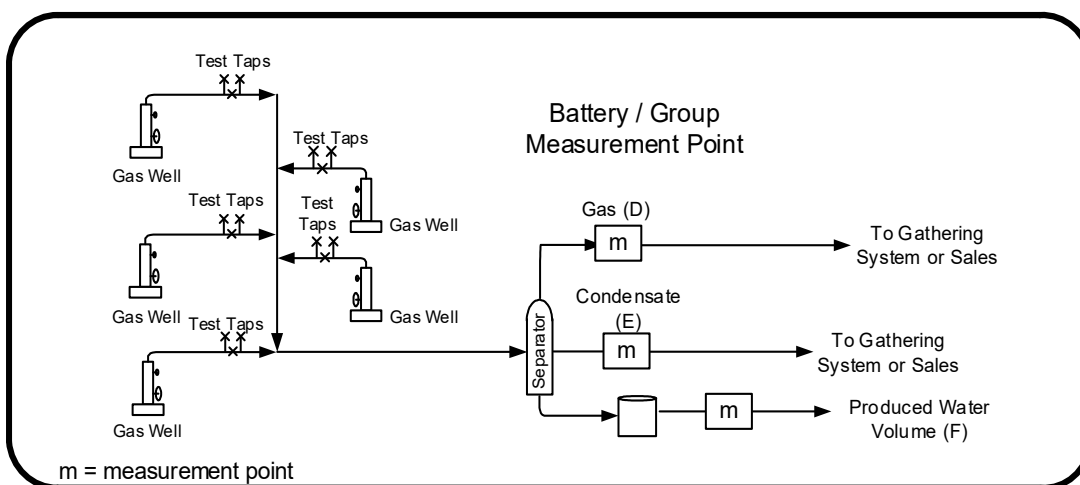 Test Taps
Gas Well
Battery / Group
Measurement Point
Test Taps
Gas Well
Test Taps
Gas Well
Test
Taps
Gas Well
Test Taps
Gas Well
Gas (D)
m
To Gathering
System or Sales
Condensate
(E)
m
To Gathering
System or Sales
Separator
m
Produced Water
Volume (F)
m = measurement point